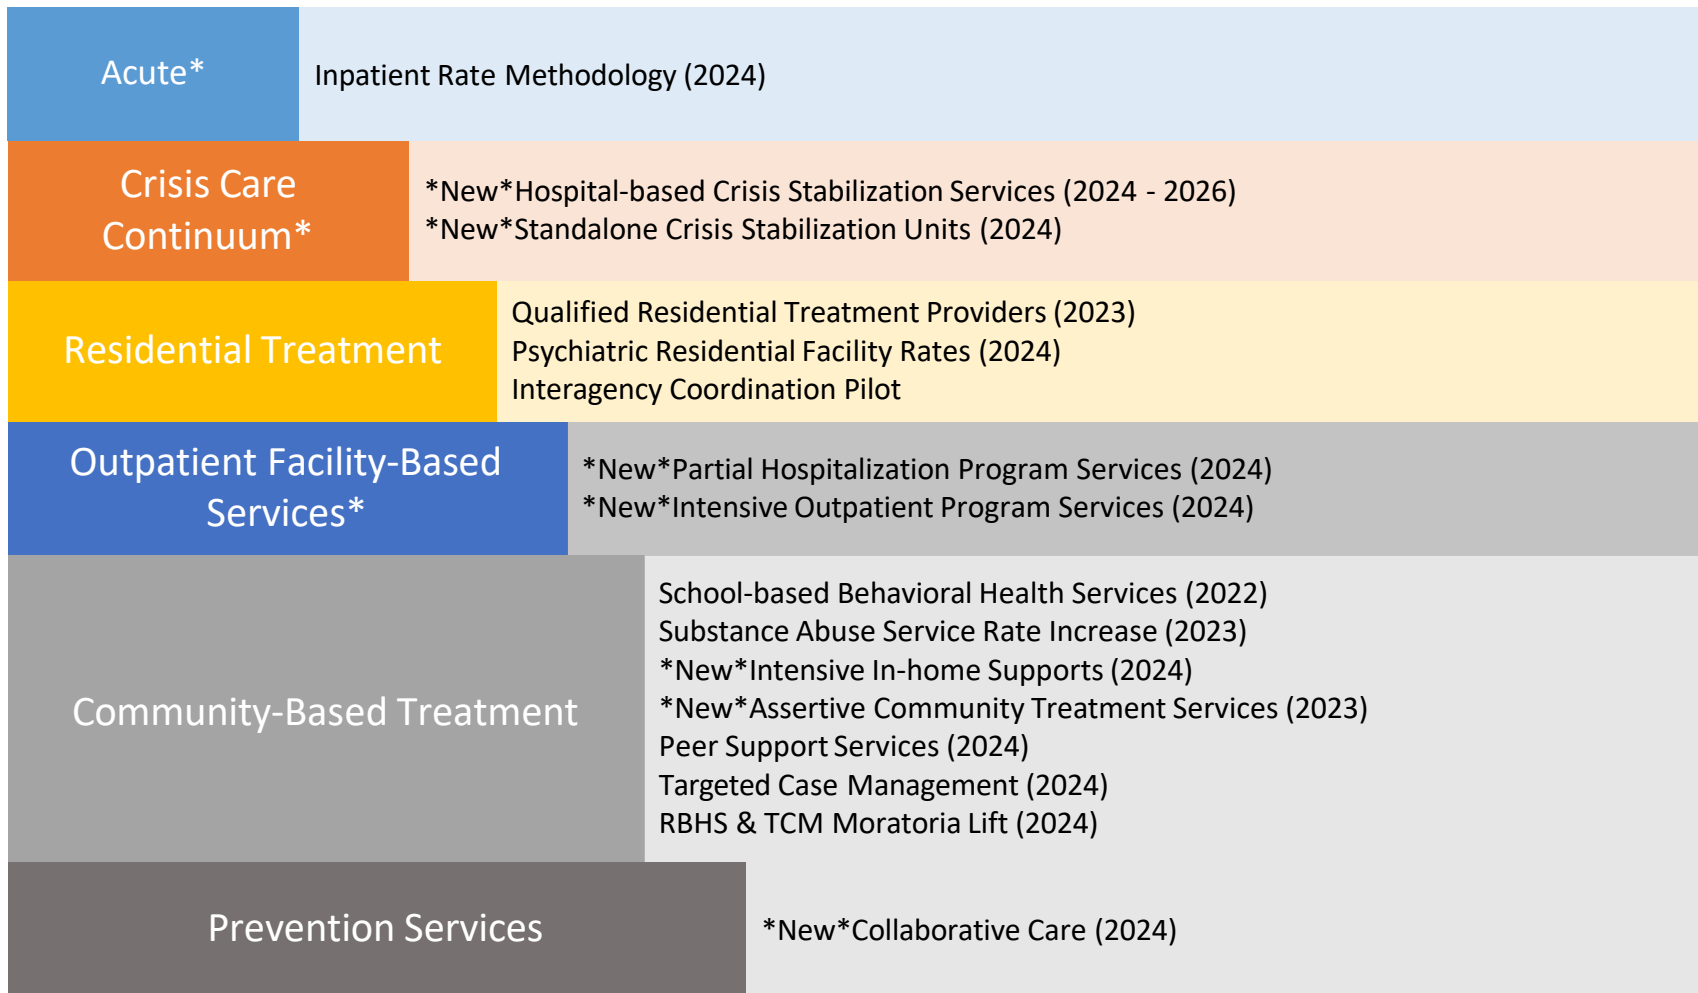 Acute*
Inpatient Rate Methodology (2024)
Crisis Care
Continuum*
*New*Hospital-based Crisis Stabilization Services (2024 - 2026)
*New*Standalone Crisis Stabilization Units (2024)
Residential Treatment
Qualified Residential Treatment Providers (2023)
Psychiatric Residential Facility Rates (2024)
Interagency Coordination Pilot
Outpatient Facility-Based
Services*
*New*Partial Hospitalization Program Services (2024)
*New*Intensive Outpatient Program Services (2024)
Community-Based Treatment
School-based Behavioral Health Services (2022)
Substance Abuse Service Rate Increase (2023)
*New*Intensive In-home Supports (2024)
*New*Assertive Community Treatment Services (2023)
Peer Support Services (2024)
Targeted Case Management (2024)
RBHS & TCM Moratoria Lift (2024)
Prevention Services
*New*Collaborative Care (2024)